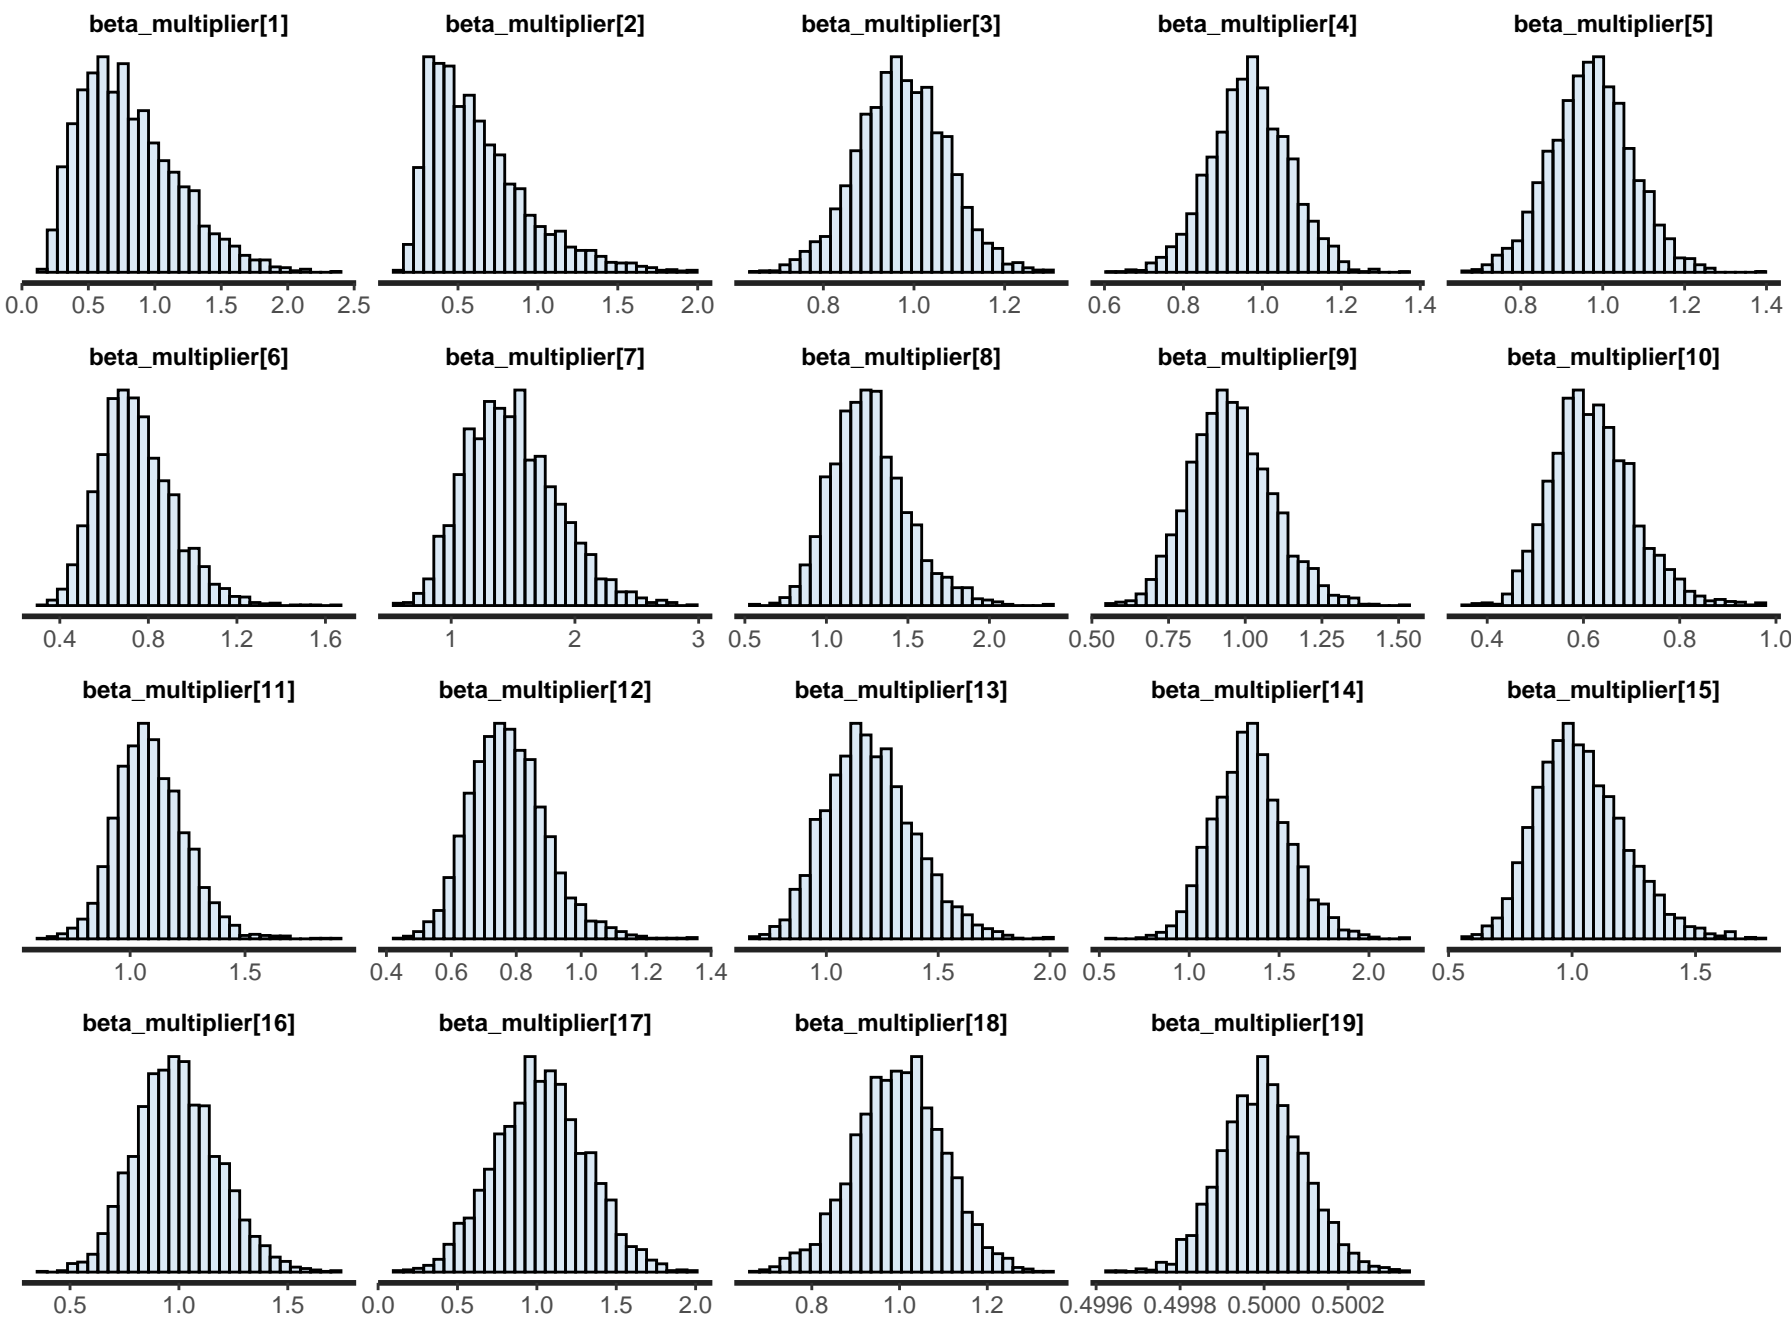 beta_multiplier[1] beta_multiplier[2] beta_multiplier[3] beta_multiplier[4] beta_multiplier[5]
0.0 0.5 1.0 1.5 2.0 2.5 0.5 1.0 1.5 2.0 0.8 1.0 1.2 0.6 0.8 1.0 1.2 1.4 0.8 1.0 1.2 1.4
beta_multiplier[6] beta_multiplier[7] beta_multiplier[8] beta_multiplier[9] beta_multiplier[10]
0.4 0.8 1.2 1.6 1 2 3 0.5 1.0 1.5 2.0 0.50 0.75 1.00 1.25 1.50 0.4 0.6 0.8 1.0
beta_multiplier[11] beta_multiplier[12] beta_multiplier[13] beta_multiplier[14] beta_multiplier[15]
1.0 1.5 0.4 0.6 0.8 1.0 1.2 1.4 1.0 1.5 2.0 0.5 1.0 1.5 2.0 0.5 1.0 1.5
beta_multiplier[16] beta_multiplier[17] beta_multiplier[18] beta_multiplier[19]
0.5 1.0 1.5 0.0 0.5 1.0 1.5 2.0 0.8 1.0 1.2 0.4996 0.4998 0.5000 0.5002